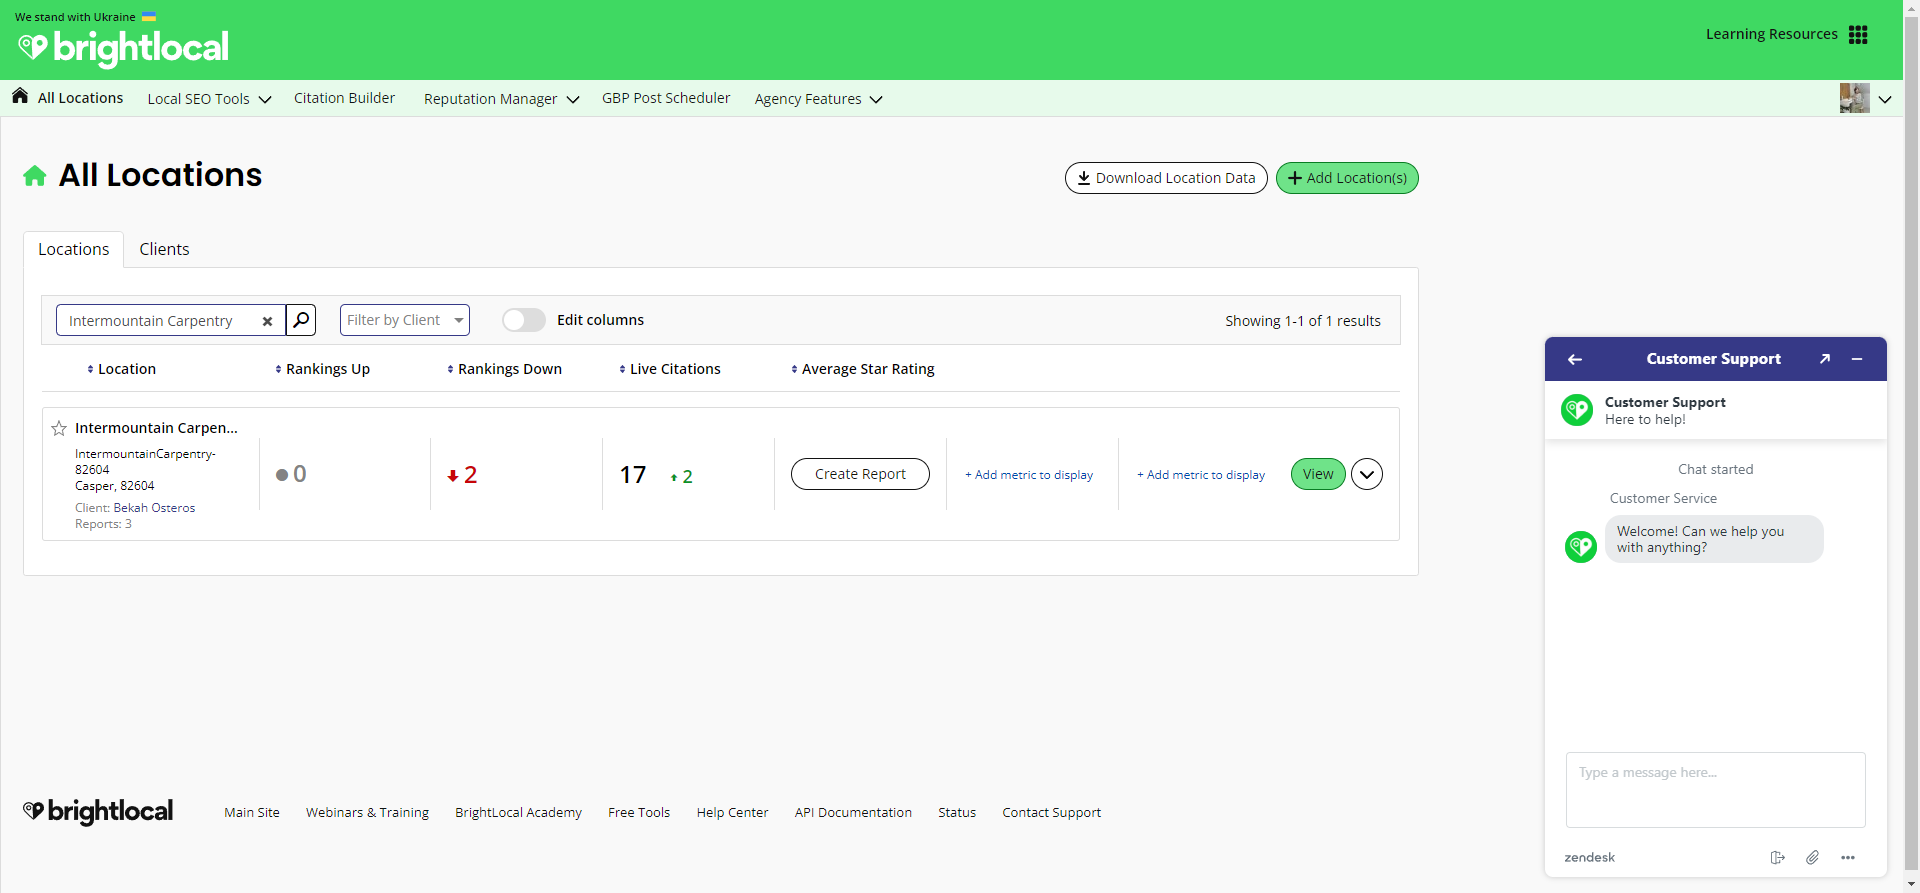 We stand with Ukraine
brightlocal
Learning Resources
All Locations
Local SEO Tools
Citation Builder
Reputation Manager
GBP Post Scheduler
Agency Features
All Locations
Download Location Data
+ Add Location(s)
Locations
Clients
Intermountain Carpentry
Filter by Client
Edit columns
Showing 1-1 of 1 results
Location
Rankings Up
Rankings Down
Live Citations
Average Star Rating
Intermountain Carpen...
IntermountainCarpentry-
82604
Casper, 82604
Client: Bekah Osteros
Reports: 3
0
2
17
2
Create Report
+ Add metric to display
+ Add metric to display
View
Customer Support
Customer Support
Here to help!
Chat started
Customer Service
Welcome! Can we help you
with anything?
Type a message here...
zendesk
brightlocal
Main Site
Webinars & Training
BrightLocal Academy
Free Tools
Help Center
API Documentation
Status
Contact Support